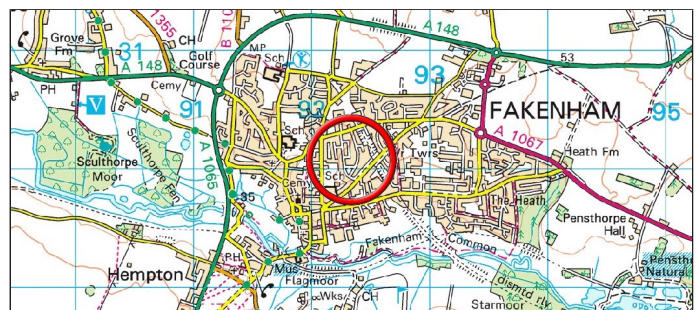 Grove
Fm
31
1355
B 110
CH
Golf
Course
MP
Sch
A 148
53
A 148
PH
Cemy
V
91
92
93
FAKENHAM
95
A 1067
Sculthorpe
Moor
Sculthorpe Fen
A 1065
Sch
Cemy
Sch
Twrs
Heath Fm
35
The Heath
Pensthorpe
Hall
Fakenham Common
Hempton
PH
Mus
Flagmoor
Wks
CH
dismtd rly
Starmoor
Pensth
Natural